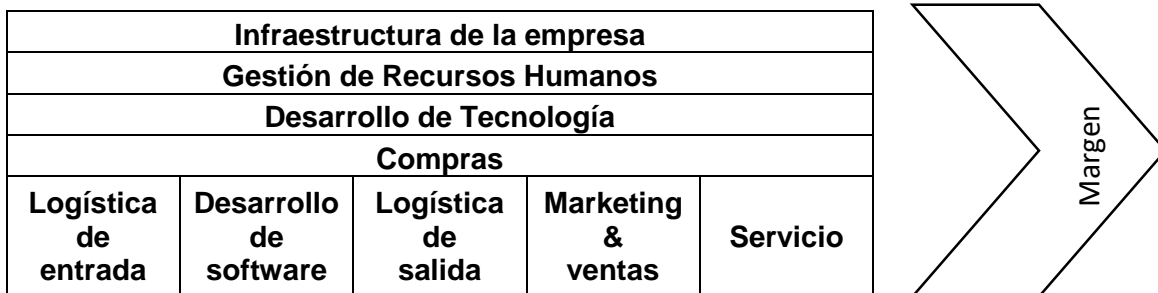 Infraestructura de la empresa
Gestión de Recursos Humanos
Desarrollo de Tecnología
Compras
Logística
de
entrada
Desarrollo
de
software
Logística
de
salida
Marketing
&
ventas
Servicio
Margen